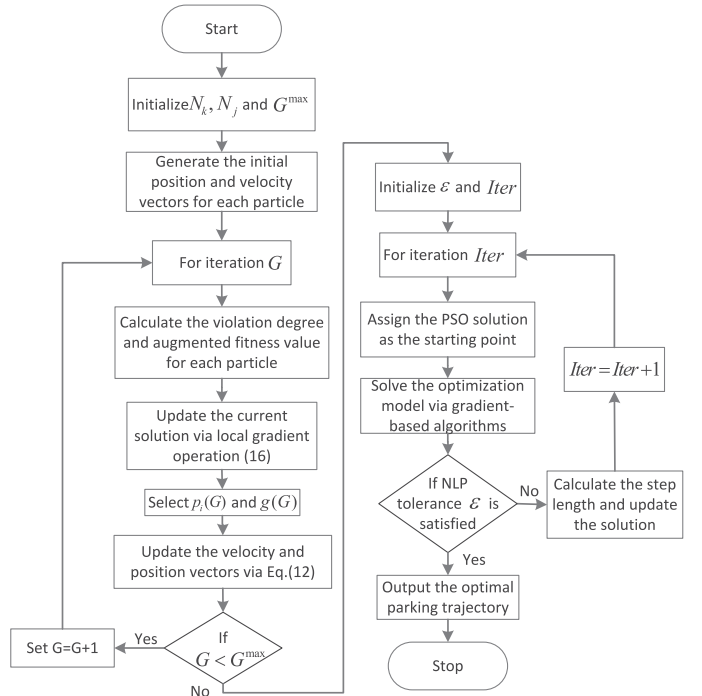 Start
Initialize N_k, N_j and G^max
Generate the initial
position and velocity
vectors for each particle
For iteration G
Calculate the violation degree
and augmented fitness value
for each particle
Update the current
solution via local gradient
operation (16)
Select p_i(G) and g(G)
Update the velocity and
position vectors via Eq.(12)
If
G < G^max
Yes
Set G=G+1
No
Initialize ε and Iter
For iteration Iter
Assign the PSO solution
as the starting point
Solve the optimization
model via gradient-
based algorithms
If NLP
tolerance ε is
satisfied
No
Calculate the step
length and update
the solution
Iter=Iter+1
Yes
Output the optimal
parking trajectory
Stop